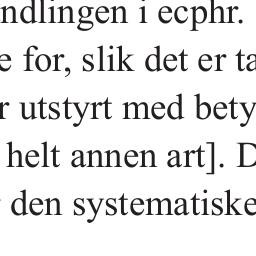 ndlingen i ecphr.
e for, slik det er ta
r utstyrt med bety
helt annen art]. D
den systematiske